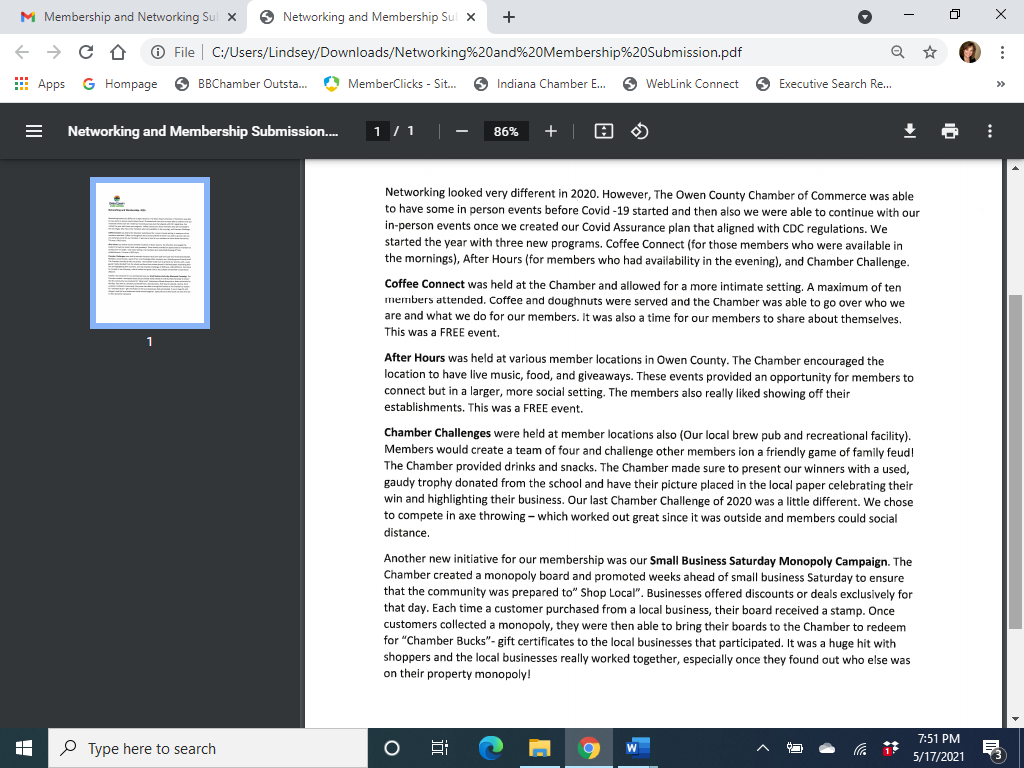 Membership and Networking Su
Networking and Membership Su
File | C:/Users/Lindsey/Downloads/Networking%20and%20Membership%20Submission.pdf
Apps Hompage BBChamber Outsta... MemberClicks - Sit... Indiana Chamber E... WebLink Connect Executive Search Re... »
Networking and Membership Submission.... 1 / 1 86%
1
Networking looked very different in 2020. However, The Owen County Chamber of Commerce was able
to have some in person events before Covid -19 started and then also we were able to continue with our
in-person events once we created our Covid Assurance plan that aligned with CDC regulations. We
started the year with three new programs. Coffee Connect (for those members who were available in
the mornings), After Hours (for members who had availability in the evening), and Chamber Challenge.
Coffee Connect was held at the Chamber and allowed for a more intimate setting. A maximum of ten
members attended. Coffee and doughnuts were served and the Chamber was able to go over who we
are and what we do for our members. It was also a time for our members to share about themselves.
This was a FREE event.
After Hours was held at various member locations in Owen County. The Chamber encouraged the
location to have live music, food, and giveaways. These events provided an opportunity for members to
connect but in a larger, more social setting. The members also really liked showing off their
establishments. This was a FREE event.
Chamber Challenges were held at member locations also (Our local brew pub and recreational facility).
Members would create a team of four and challenge other members ion a friendly game of family feud!
The Chamber provided drinks and snacks. The Chamber made sure to present our winners with a used,
gaudy trophy donated from the school and have their picture placed in the local paper celebrating their
win and highlighting their business. Our last Chamber Challenge of 2020 was a little different. We chose
to compete in axe throwing – which worked out great since it was outside and members could social
distance.
Another new initiative for our membership was our Small Business Saturday Monopoly Campaign. The
Chamber created a monopoly board and promoted weeks ahead of small business Saturday to ensure
that the community was prepared to” Shop Local”. Businesses offered discounts or deals exclusively for
that day. Each time a customer purchased from a local business, their board received a stamp. Once
customers collected a monopoly, they were then able to bring their boards to the Chamber to redeem
for “Chamber Bucks”- gift certificates to the local businesses that participated. It was a huge hit with
shoppers and the local businesses really worked together, especially once they found out who else was
on their property monopoly!
Type here to search
7:51 PM
5/17/2021
3